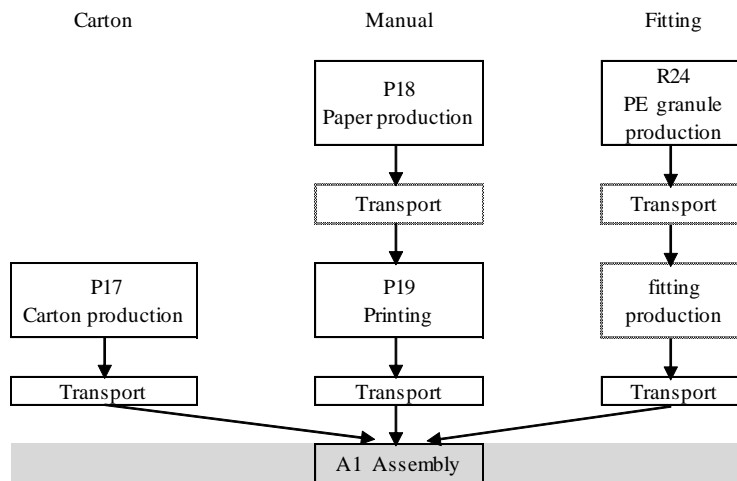 Carton Manual Fitting
P18
Paper production
R24
PE granule
production
Transport
Transport
P17
Carton production
P19
Printing
fitting
production
Transport
Transport
Transport
A1 Assembly